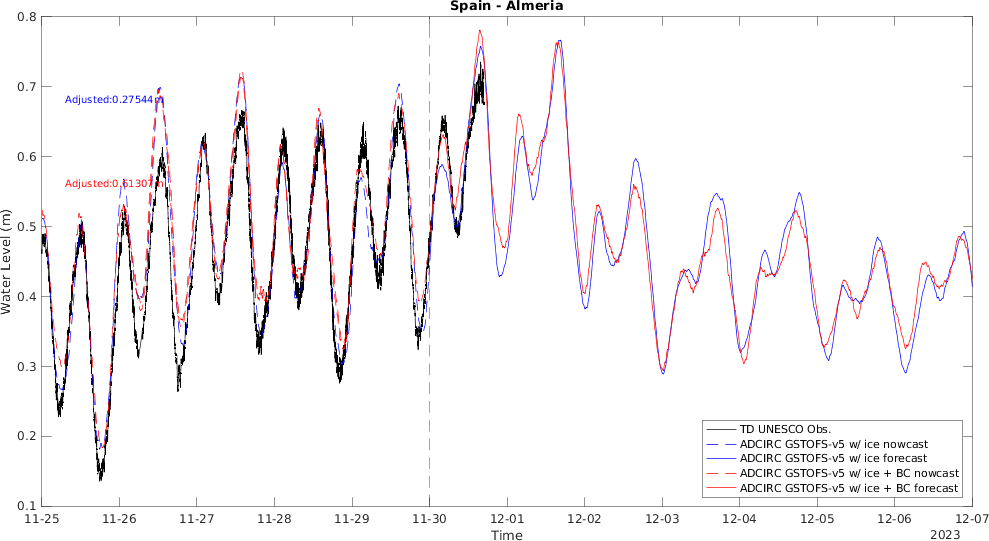 Spain - Almeria
0.8
0.7
0.6
0.5
0.4
0.3
0.2
0.1
Water Level (m)
Adjusted:0.27544 m
Adjusted:0.61307 m
TD UNESCO Obs.
ADCIRC GSTOFS-v5 w/ ice nowcast
ADCIRC GSTOFS-v5 w/ ice forecast
ADCIRC GSTOFS-v5 w/ ice + BC nowcast
ADCIRC GSTOFS-v5 w/ ice + BC forecast
11-25 11-26 11-27 11-28 11-29 11-30 12-01 12-02 12-03 12-04 12-05 12-06 12-07
Time
2023